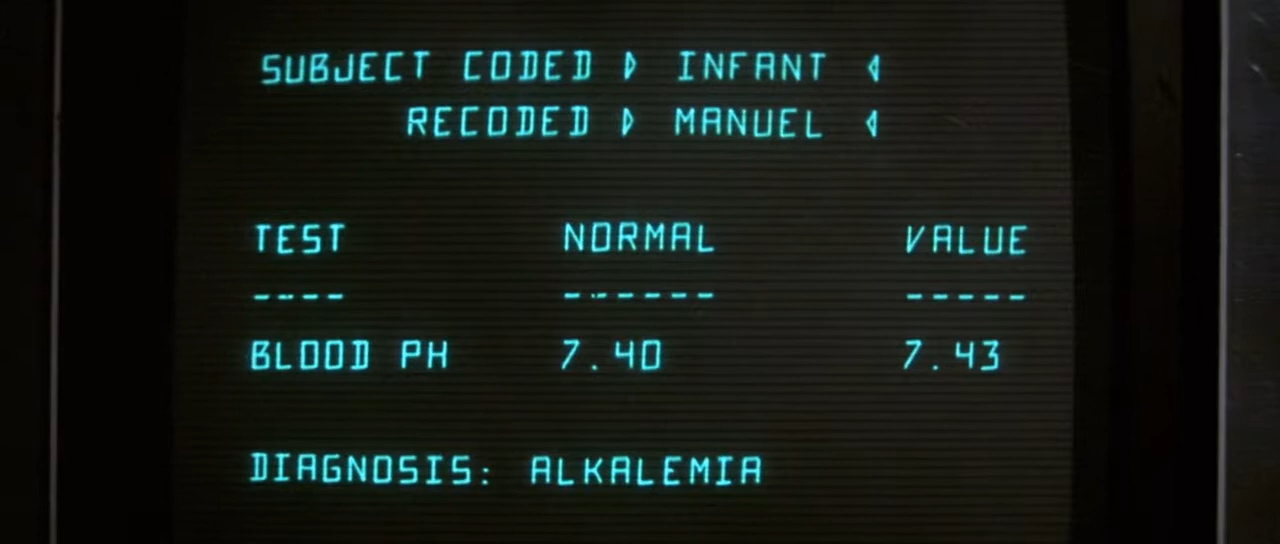 SUBJECT CODED ▷ INFANT ◁
RECODED ▷ MANUEL ◁
TEST NORMAL VALUE
---- ------ -----
BLOOD PH 7.40 7.43
DIAGNOSIS: ALKALEMIA